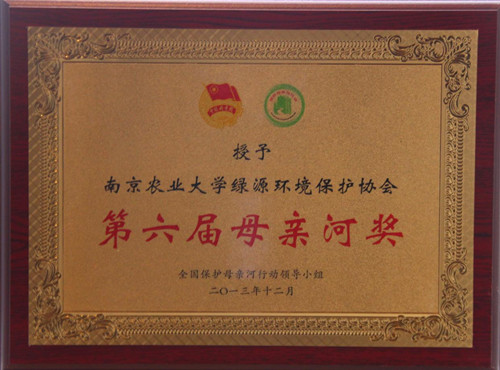 授予
南京农业大学绿源环境保护协会
第六届母亲河奖
全国保护母亲河行动领导小组
二〇一三年十二月